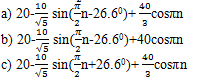 a) 20-10/√5 sin(π/2n-26.6⁰)+ 40/3cosπn
b) 20-10/√5 sin(π/2n-26.6⁰)+40cosπn
c) 20-10/√5 sin(π/2n+26.6⁰)+ 40/3cosπn